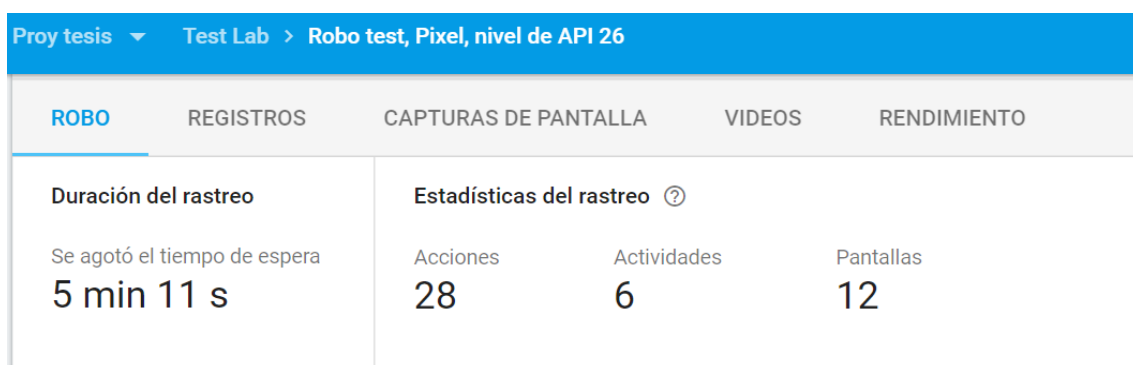 Proy tesis Test Lab > Robo test, Pixel, nivel de API 26
ROBO REGISTROS CAPTURAS DE PANTALLA VIDEOS RENDIMIENTO
Duración del rastreo
Estadísticas del rastreo ?
Se agotó el tiempo de espera
5 min 11 s
Acciones Actividades Pantallas
28 6 12